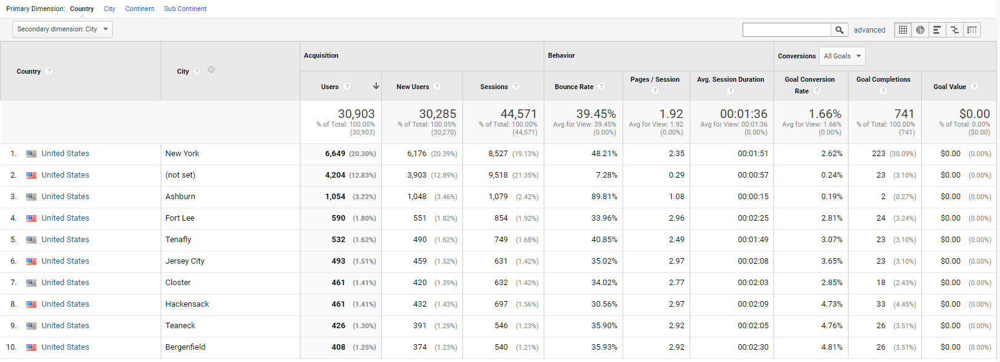 Primary Dimension: Country City Continent Sub Continent
Secondary dimension: City
advanced
Acquisition Behavior Conversions All Goals
Country ? City ? Users ? New Users ? Sessions ? Bounce Rate ? Pages / Session ? Avg. Session Duration ? Goal Conversion Rate ? Goal Completions ? Goal Value ?
30,903 30,285 44,571 39.45% 1.92 00:01:36 1.66% 741 $0.00
% of Total: 100.00% % of Total: 100.05% % of Total: 100.00% Avg for View: 39.45% Avg for View: 1.92 Avg for View: 00:01:36 Avg for View: 1.66% % of Total: 100.00% % of Total: 0.00%
(30,903) (30,270) (44,571) (0.00%) (0.00%) (0.00%) (0.00%) (741) ($0.00)
1. United States New York 6,649 (20.30%) 6,176 (20.39%) 8,527 (19.13%) 48.21% 2.35 00:01:51 2.62% 223 (30.09%) $0.00 (0.00%)
2. United States (not set) 4,204 (12.83%) 3,903 (12.89%) 9,518 (21.35%) 7.28% 0.29 00:00:57 0.24% 23 (3.10%) $0.00 (0.00%)
3. United States Ashburn 1,054 (3.22%) 1,048 (3.46%) 1,079 (2.42%) 89.81% 1.08 00:00:15 0.19% 2 (0.27%) $0.00 (0.00%)
4. United States Fort Lee 590 (1.80%) 551 (1.82%) 854 (1.92%) 33.96% 2.96 00:02:25 2.81% 24 (3.24%) $0.00 (0.00%)
5. United States Tenafly 532 (1.62%) 490 (1.62%) 749 (1.68%) 40.85% 2.49 00:01:49 3.07% 23 (3.10%) $0.00 (0.00%)
6. United States Jersey City 493 (1.51%) 459 (1.52%) 631 (1.42%) 35.02% 2.97 00:02:08 3.65% 23 (3.10%) $0.00 (0.00%)
7. United States Closter 461 (1.41%) 420 (1.39%) 632 (1.42%) 34.02% 2.77 00:02:03 2.85% 18 (2.43%) $0.00 (0.00%)
8. United States Hackensack 461 (1.41%) 432 (1.43%) 697 (1.56%) 30.56% 2.97 00:02:09 4.73% 33 (4.45%) $0.00 (0.00%)
9. United States Teaneck 426 (1.30%) 391 (1.29%) 546 (1.23%) 35.90% 2.92 00:02:05 4.76% 26 (3.51%) $0.00 (0.00%)
10. United States Bergenfield 408 (1.25%) 374 (1.23%) 540 (1.21%) 35.93% 2.92 00:02:30 4.81% 26 (3.51%) $0.00 (0.00%)